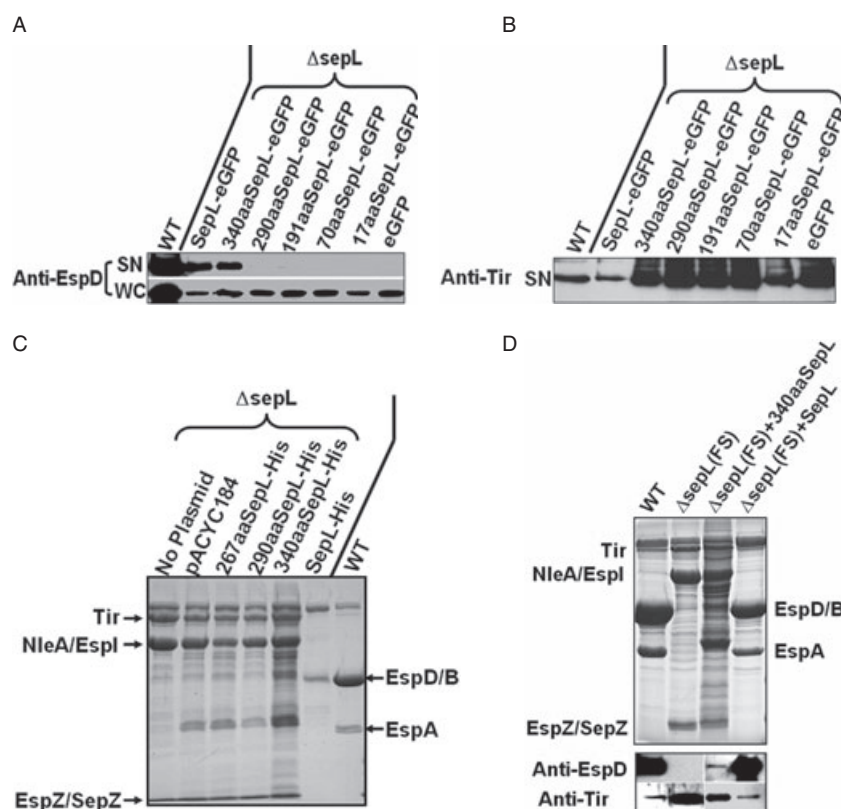 A
ΔsepL
WT
SepL-eGFP
340aaSepL-eGFP
290aaSepL-eGFP
191aaSepL-eGFP
70aaSepL-eGFP
17aaSepL-eGFP
eGFP
Anti-EspD
SN
WC
B
ΔsepL
WT
SepL-eGFP
340aaSepL-eGFP
290aaSepL-eGFP
191aaSepL-eGFP
70aaSepL-eGFP
17aaSepL-eGFP
eGFP
Anti-Tir SN
C
ΔsepL
No Plasmid
pACYC184
267aaSepL-His
290aaSepL-His
340aaSepL-His
SepL-His
WT
Tir
NleA/EspI
EspD/B
EspA
EspZ/SepZ
D
WT
ΔsepL(FS)
ΔsepL(FS)+340aaSepL
ΔsepL(FS)+SepL
Tir
NleA/EspI
EspD/B
EspA
EspZ/SepZ
Anti-EspD
Anti-Tir